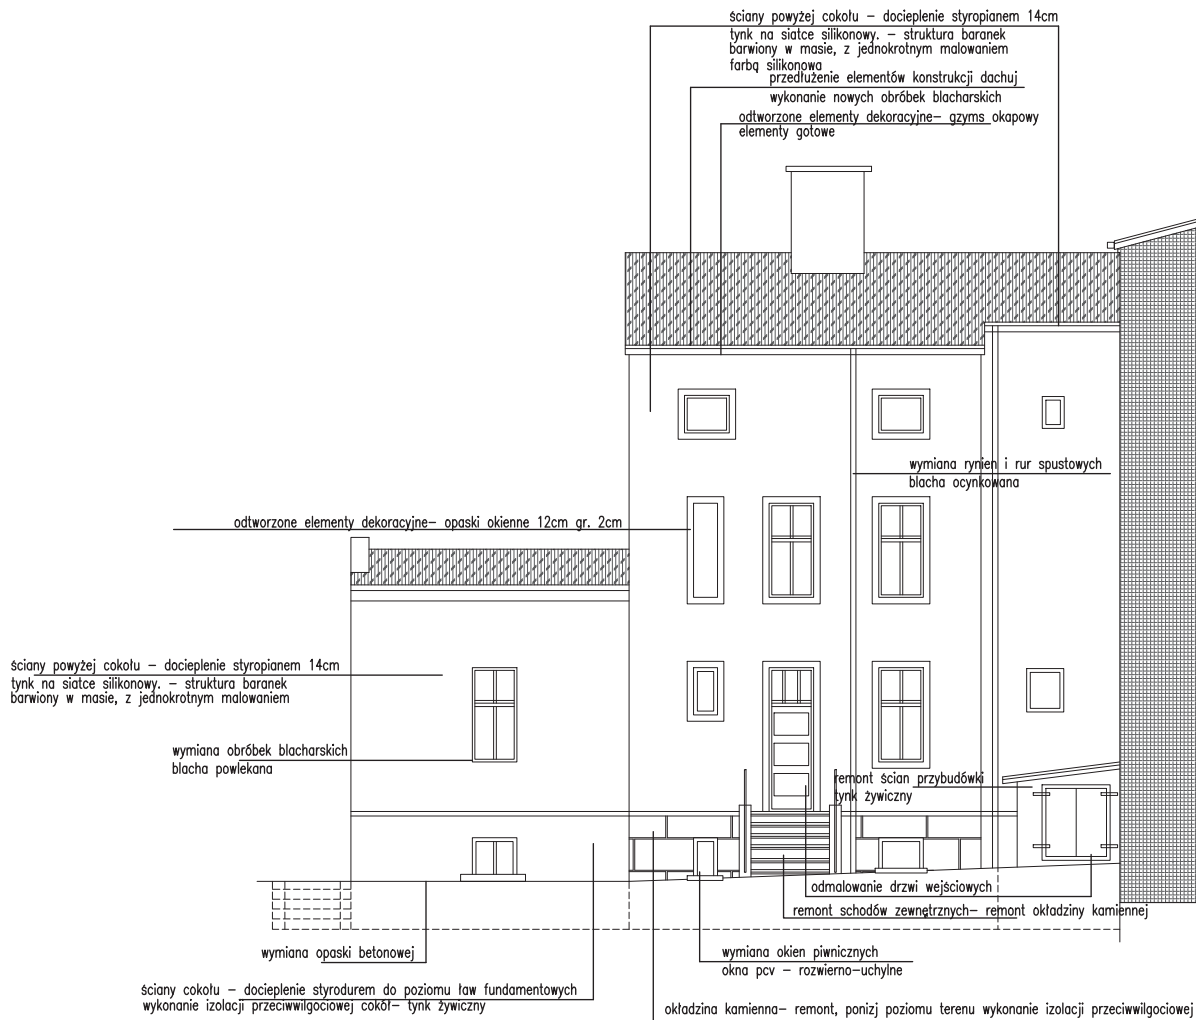 ściany powyżej cokołu – docieplenie styropianem 14cm
tynk na siatce silikonowy. – struktura baranek
barwiony w masie, z jednokrotnym malowaniem
farbą silikonowa
przedłużenie elementów konstrukcji dachuj
wykonanie nowych obróbek blacharskich
odtworzone elementy dekoracyjne– gzyms okapowy
elementy gotowe
wymiana rynien i rur spustowych
blacha ocynkowana
odtworzone elementy dekoracyjne– opaski okienne 12cm gr. 2cm
ściany powyżej cokołu – docieplenie styropianem 14cm
tynk na siatce silikonowy. – struktura baranek
barwiony w masie, z jednokrotnym malowaniem
wymiana obróbek blacharskich
blacha powlekana
remont ścian przybudówki
tynk żywiczny
odmalowanie drzwi wejściowych
remont schodów zewnętrznych– remont okładziny kamiennej
wymiana opaski betonowej
wymiana okien piwnicznych
okna pcv – rozwierno–uchylne
ściany cokołu – docieplenie styrodurem do poziomu ław fundamentowych
wykonanie izolacji przeciwwilgociowej cokół– tynk żywiczny
okładzina kamienna– remont, ponizj poziomu terenu wykonanie izolacji przeciwwilgociowej